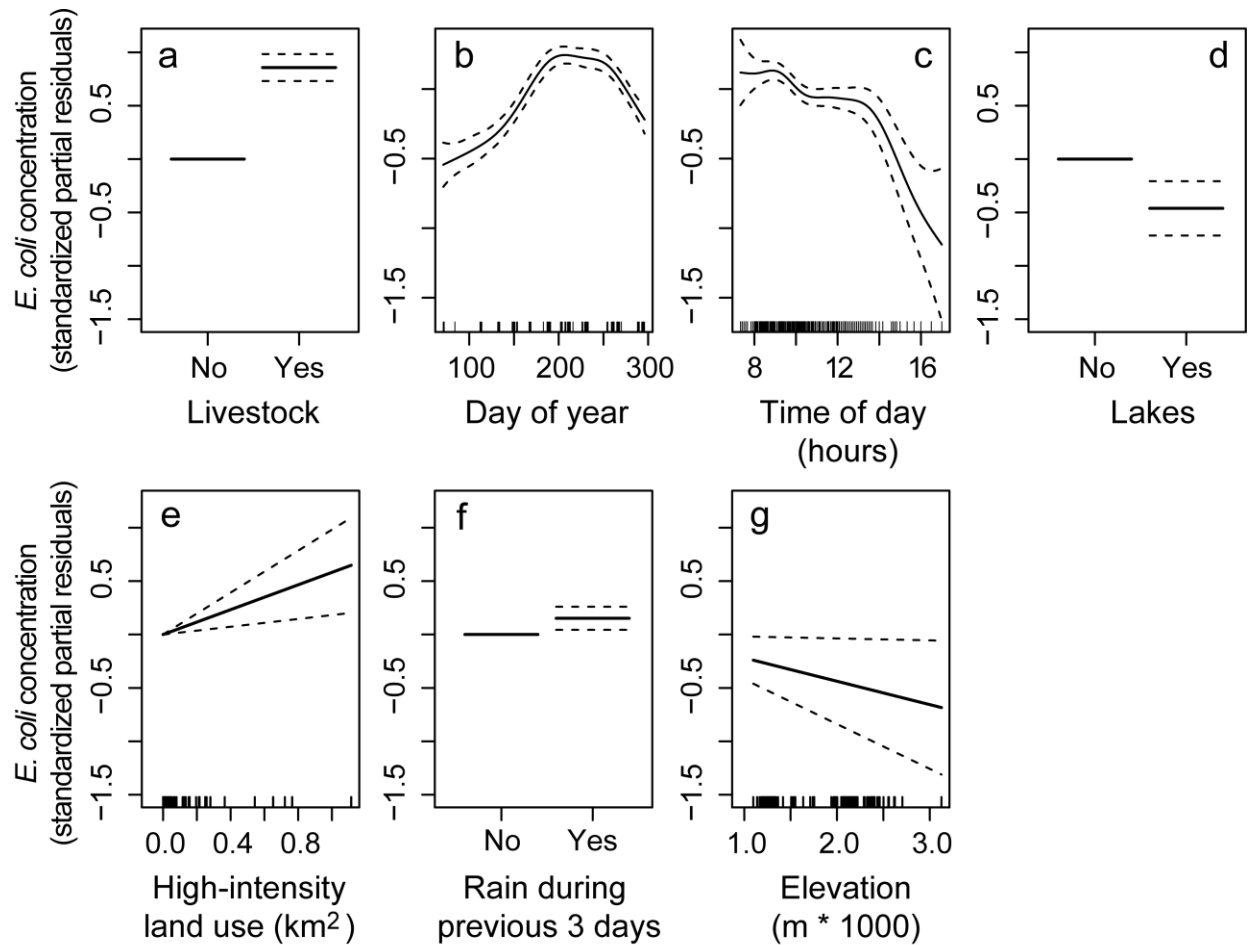 E. coli concentration
(standardized partial residuals)
−1.5 −0.5 0.5
a
No Yes
Livestock
−1.5 −0.5
b
100 200 300
Day of year
−1.5 −0.5
c
8 12 16
Time of day
(hours)
−1.5 −0.5 0.5
d
No Yes
Lakes
E. coli concentration
(standardized partial residuals)
−1.5 −0.5 0.5
e
0.0 0.4 0.8
High-intensity
land use (km²)
−1.5 −0.5 0.5
f
No Yes
Rain during
previous 3 days
−1.5 −0.5 0.5
g
1.0 2.0 3.0
Elevation
(m * 1000)